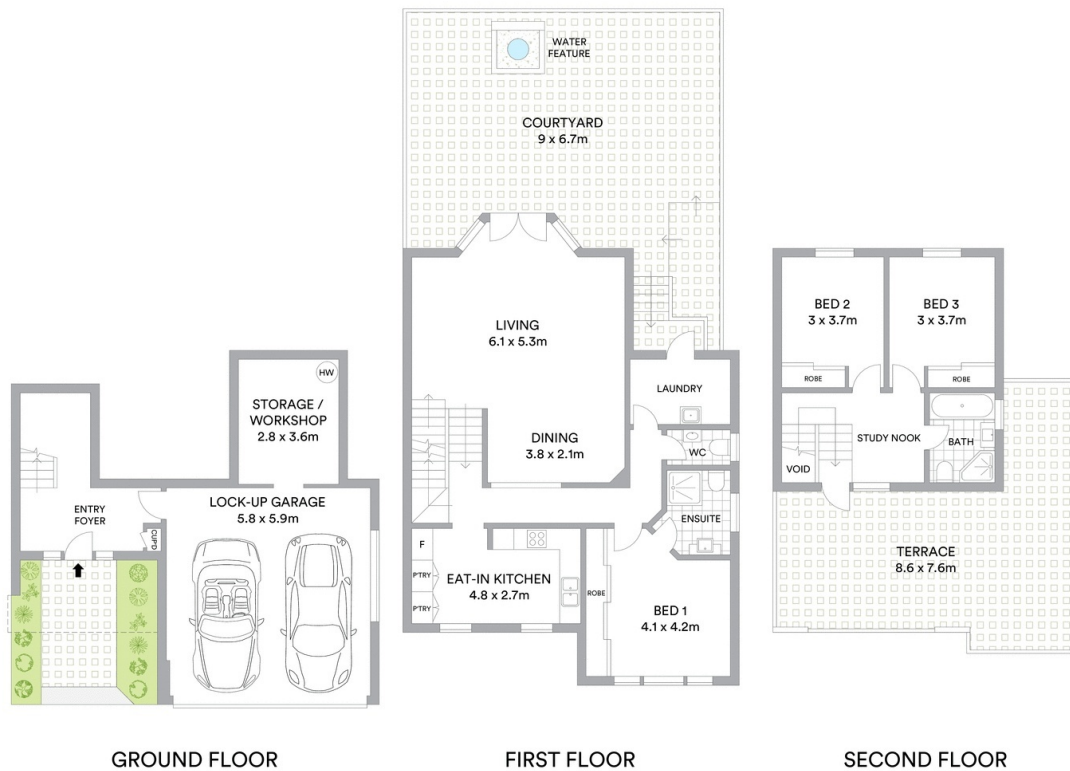 WATER
FEATURE
COURTYARD
9 x 6.7m
LIVING
6.1 x 5.3m
DINING
3.8 x 2.1m
LAUNDRY
WC
ENSUITE
F
P'TRY
P'TRY
EAT-IN KITCHEN
4.8 x 2.7m
ROBE
BED 1
4.1 x 4.2m
HW
STORAGE /
WORKSHOP
2.8 x 3.6m
LOCK-UP GARAGE
5.8 x 5.9m
ENTRY
FOYER
CUPD
BED 2
3 x 3.7m
BED 3
3 x 3.7m
ROBE
ROBE
STUDY NOOK
BATH
VOID
TERRACE
8.6 x 7.6m
GROUND FLOOR
FIRST FLOOR
SECOND FLOOR